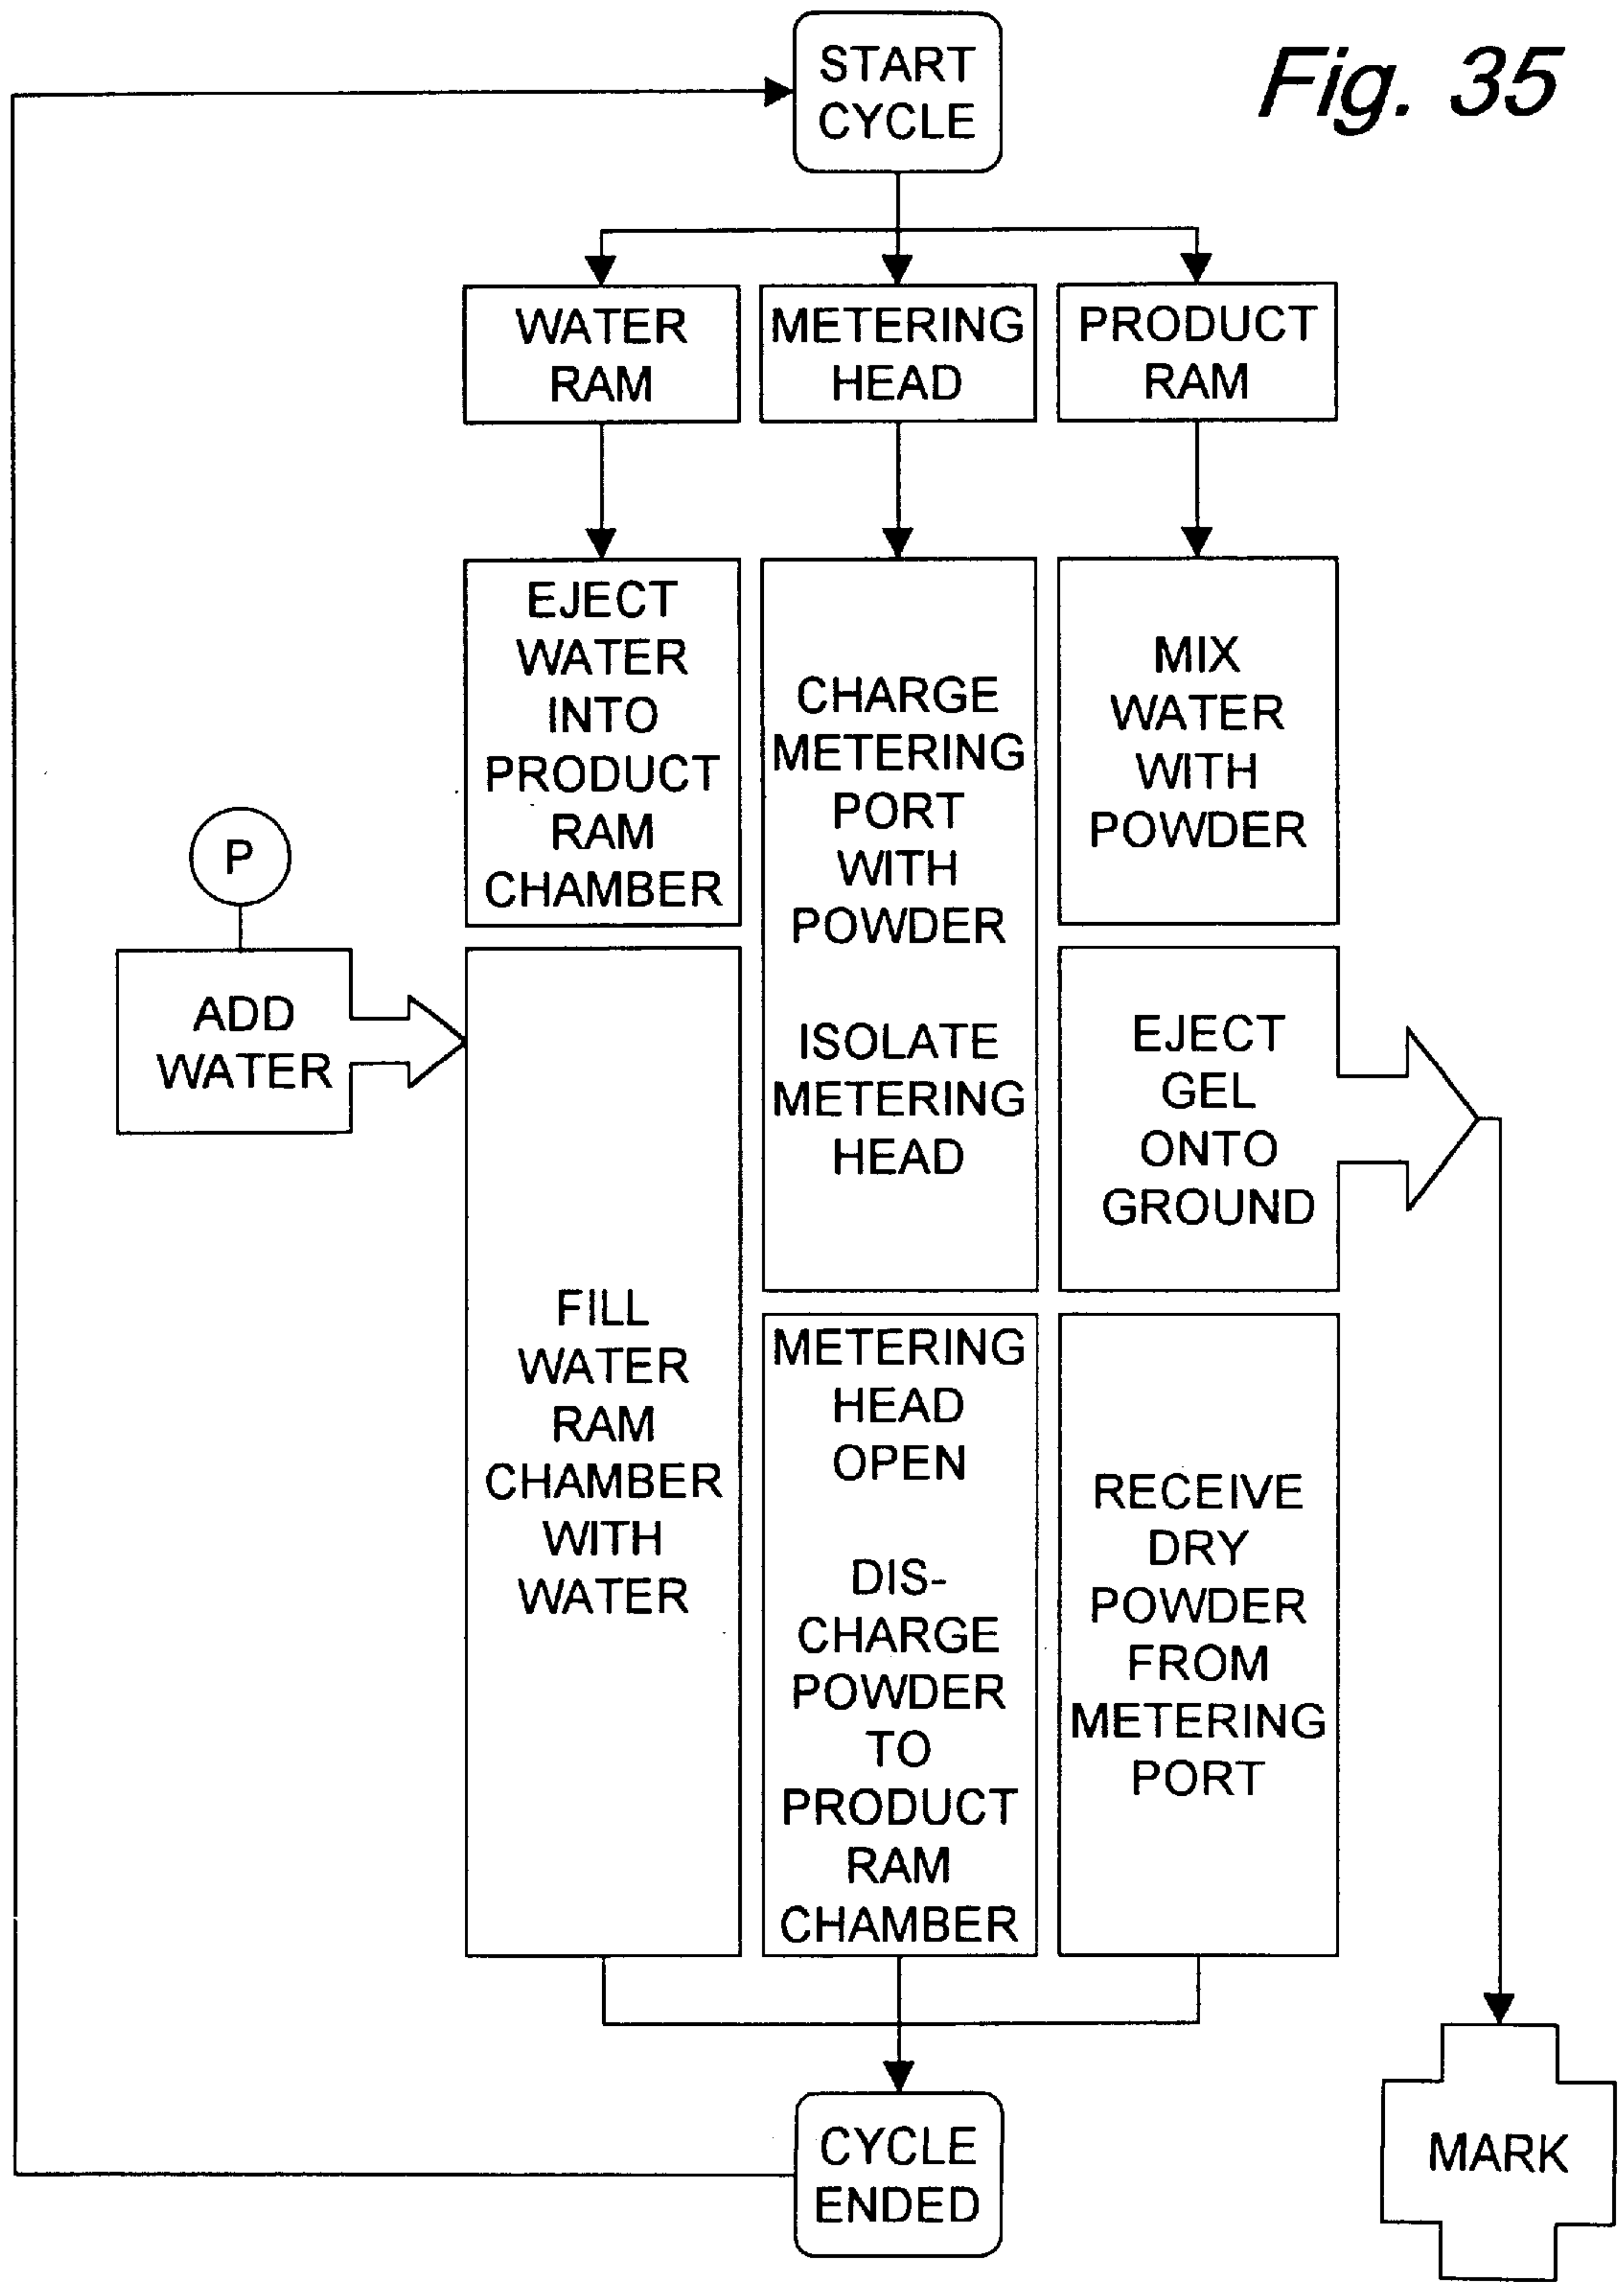 START
CYCLE
Fig. 35
WATER
RAM
METERING
HEAD
PRODUCT
RAM
EJECT
WATER
INTO
PRODUCT
RAM
CHAMBER
CHARGE
METERING
PORT
WITH
POWDER
ISOLATE
METERING
HEAD
MIX
WATER
WITH
POWDER
P
ADD
WATER
FILL
WATER
RAM
CHAMBER
WITH
WATER
EJECT
GEL
ONTO
GROUND
METERING
HEAD
OPEN
DIS-
CHARGE
POWDER
TO
PRODUCT
RAM
CHAMBER
RECEIVE
DRY
POWDER
FROM
METERING
PORT
CYCLE
ENDED
MARK